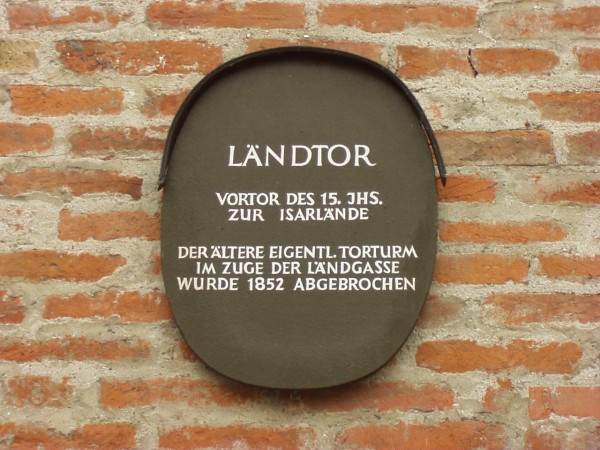 LÄNDTOR
VORTOR DES 15. JHS.
ZUR ISARLÄNDE
DER ÄLTERE EIGENTL. TORTURM
IM ZUGE DER LÄNDGASSE
WURDE 1852 ABGEBROCHEN